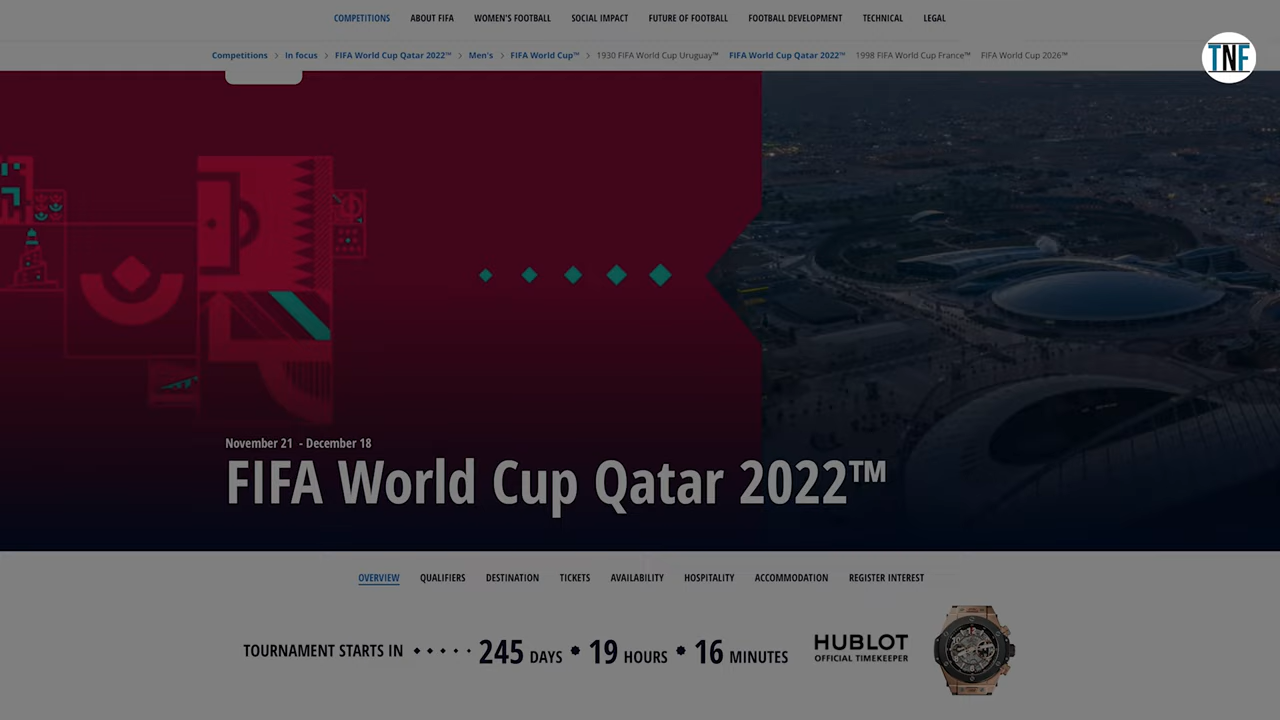 COMPETITIONS ABOUT FIFA WOMEN'S FOOTBALL SOCIAL IMPACT FUTURE OF FOOTBALL FOOTBALL DEVELOPMENT TECHNICAL LEGAL
Competitions > In focus > FIFA World Cup Qatar 2022™ > Men's > FIFA World Cup™ > 1930 FIFA World Cup Uruguay™ FIFA World Cup Qatar 2022™ 1998 FIFA World Cup France™ FIFA World Cup 2026™
TNF
November 21 - December 18
FIFA World Cup Qatar 2022™
OVERVIEW QUALIFIERS DESTINATION TICKETS AVAILABILITY HOSPITALITY ACCOMMODATION REGISTER INTEREST
TOURNAMENT STARTS IN 245 DAYS 19 HOURS 16 MINUTES
HUBLOT
OFFICIAL TIMEKEEPER